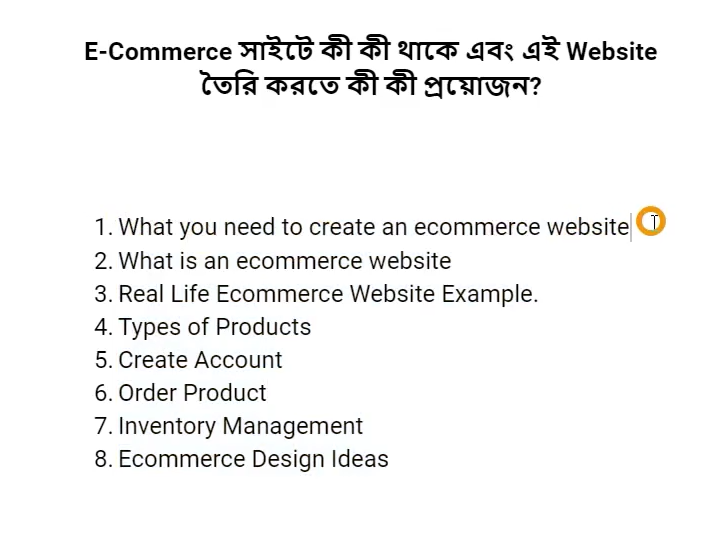 E-Commerce সাইটে কী কী থাকে এবং এই Website
তৈরি করতে কী কী প্রয়োজন?
1. What you need to create an ecommerce website
2. What is an ecommerce website
3. Real Life Ecommerce Website Example.
4. Types of Products
5. Create Account
6. Order Product
7. Inventory Management
8. Ecommerce Design Ideas